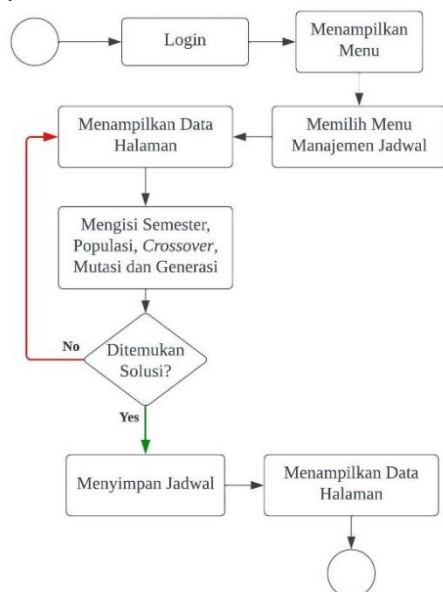 Login
Menampilkan
Menu
Menampilkan Data
Halaman
Memilih Menu
Manajemen Jadwal
Mengisi Semester,
Populasi, Crossover,
Mutasi dan Generasi
No
Ditemukan
Solusi?
Yes
Menyimpan Jadwal
Menampilkan Data
Halaman